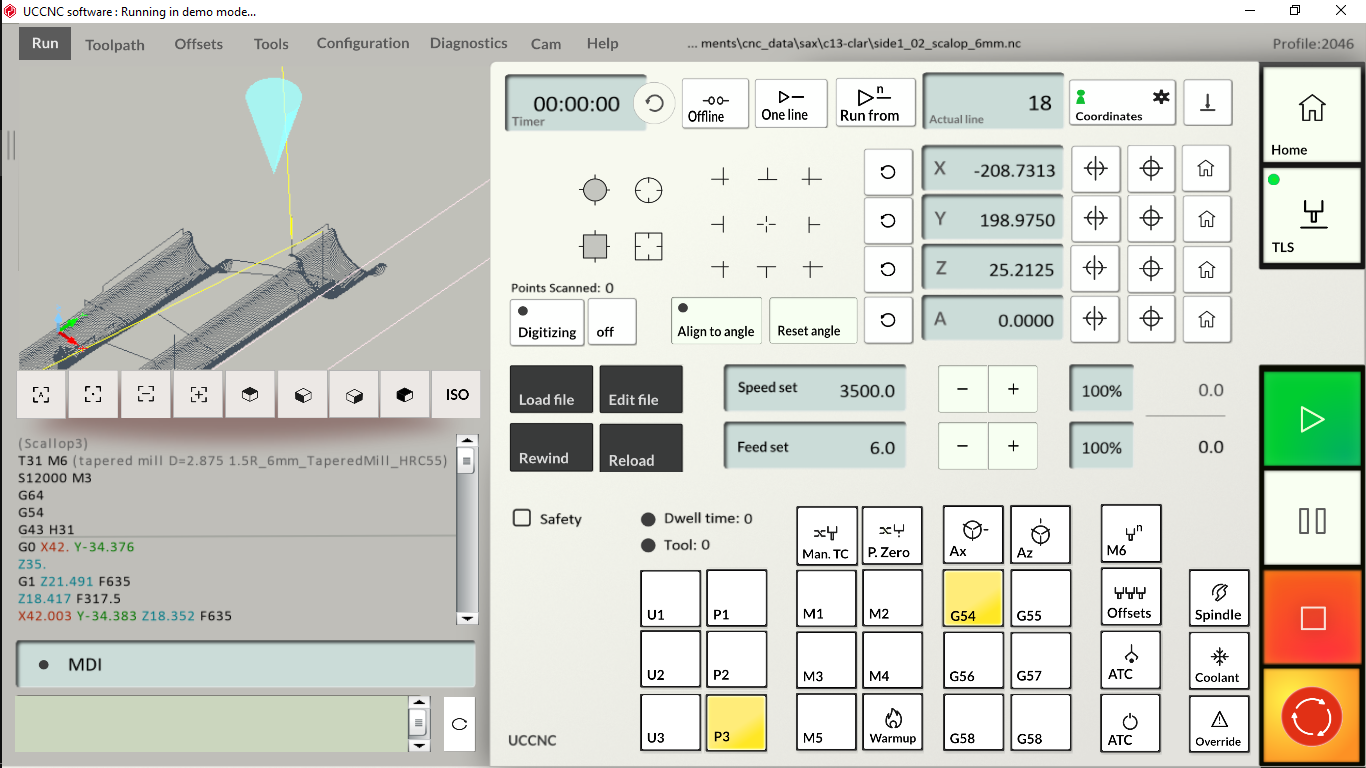 UCCNC software : Running in demo mode...
Run Toolpath Offsets Tools Configuration Diagnostics Cam Help ... ments\cnc_data\sax\c13-clar\side1_02_scalop_6mm.nc Profile:2046
00:00:00
Timer
Offline
One line
n
Run from
18
Actual line
Coordinates
Home
X -208.7313
Y 198.9750
Z 25.2125
A 0.0000
TLS
Points Scanned: 0
Digitizing
off
Align to angle
Reset angle
Load file
Edit file
Rewind
Reload
Speed set 3500.0
− +
100%
0.0
Feed set 6.0
− +
100%
0.0
A
ISO
(Scallop3)
T31 M6 (tapered mill D=2.875 1.5R_6mm_TaperedMill_HRC55)
S12000 M3
G64
G54
G43 H31
G0 X42. Y-34.376
Z35.
G1 Z21.491 F635
Z18.417 F317.5
X42.003 Y-34.383 Z18.352 F635
MDI
Safety
Dwell time: 0
Tool: 0
Man. TC
P. Zero
Ax
Az
n
M6
U1 P1 M1 M2 G54 G55 Offsets Spindle
U2 P2 M3 M4 G56 G57 ATC Coolant
U3 P3 M5 Warmup G58 G58 ATC Override
UCCNC